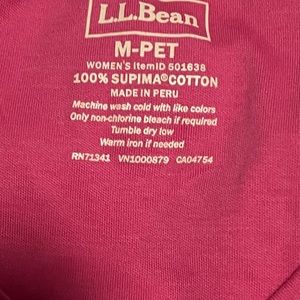 L.L.Bean
M-PET
WOMEN'S ItemID 501638
100% SUPIMA® COTTON
MADE IN PERU
Machine wash cold with like colors
Only non-chlorine bleach if required
Tumble dry low
Warm iron if needed
RN71341 VN1000879 CA04754